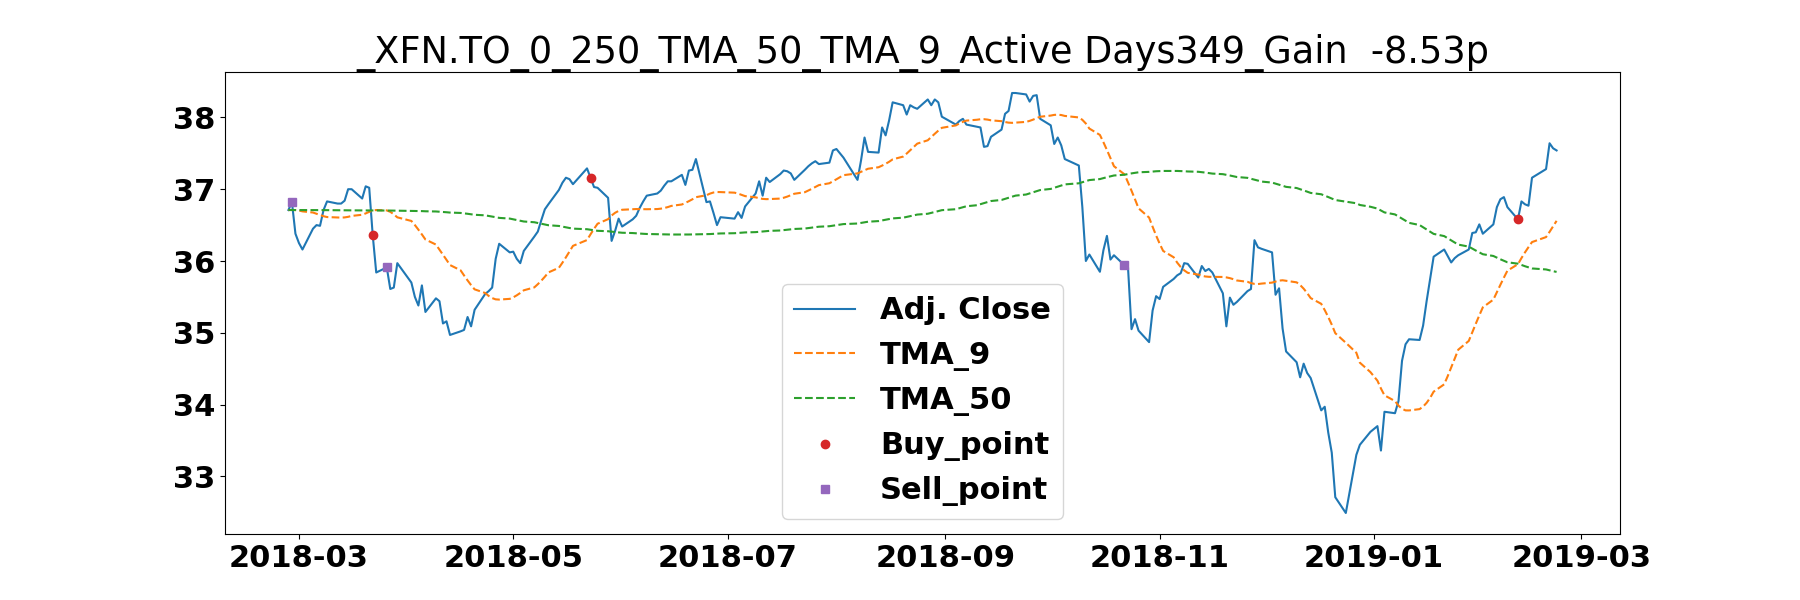 _XFN.TO_0_250_TMA_50_TMA_9_Active Days349_Gain  -8.53p
38
37
36
35
34
33
Adj. Close
TMA_9
TMA_50
Buy_point
Sell_point
2018-03 2018-05 2018-07 2018-09 2018-11 2019-01 2019-03